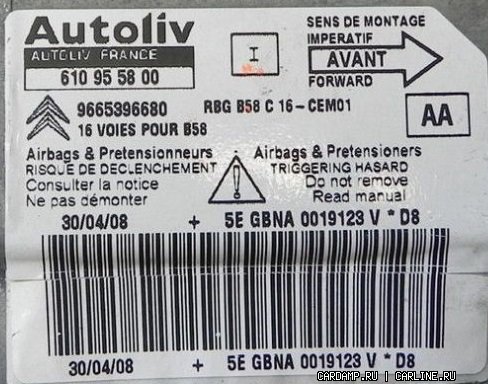 Autoliv
AUTOLIV FRANCE
610 95 58 00
I
SENS DE MONTAGE
IMPERATIF
AVANT
FORWARD
9665396680
RBG B58 C 16-CEM01
16 VOIES POUR B58
AA
Airbags & Pretensionneurs
RISQUE DE DECLENCHEMENT
Consulter la notice
Ne pas démonter
Airbags & Pretensioners
TRIGGERING HASARD
Do not remove
Read manual
30/04/08 + 5E GBNA 0019123 V * D8
30/04/08 + 5E GBNA 0019123 V * D8
CARDAMP.RU | CARLINE.RU